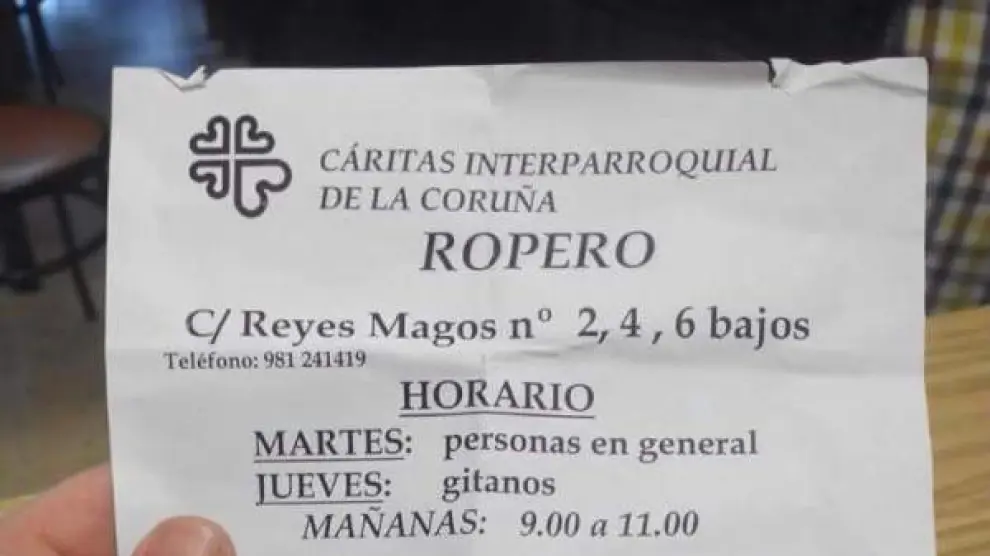 CÁRITAS INTERPARROQUIAL
DE LA CORUÑA
ROPERO
C/ Reyes Magos nº 2, 4 , 6 bajos
Teléfono: 981 241419
HORARIO
MARTES: personas en general
JUEVES: gitanos
MAÑANAS: 9.00 a 11.00